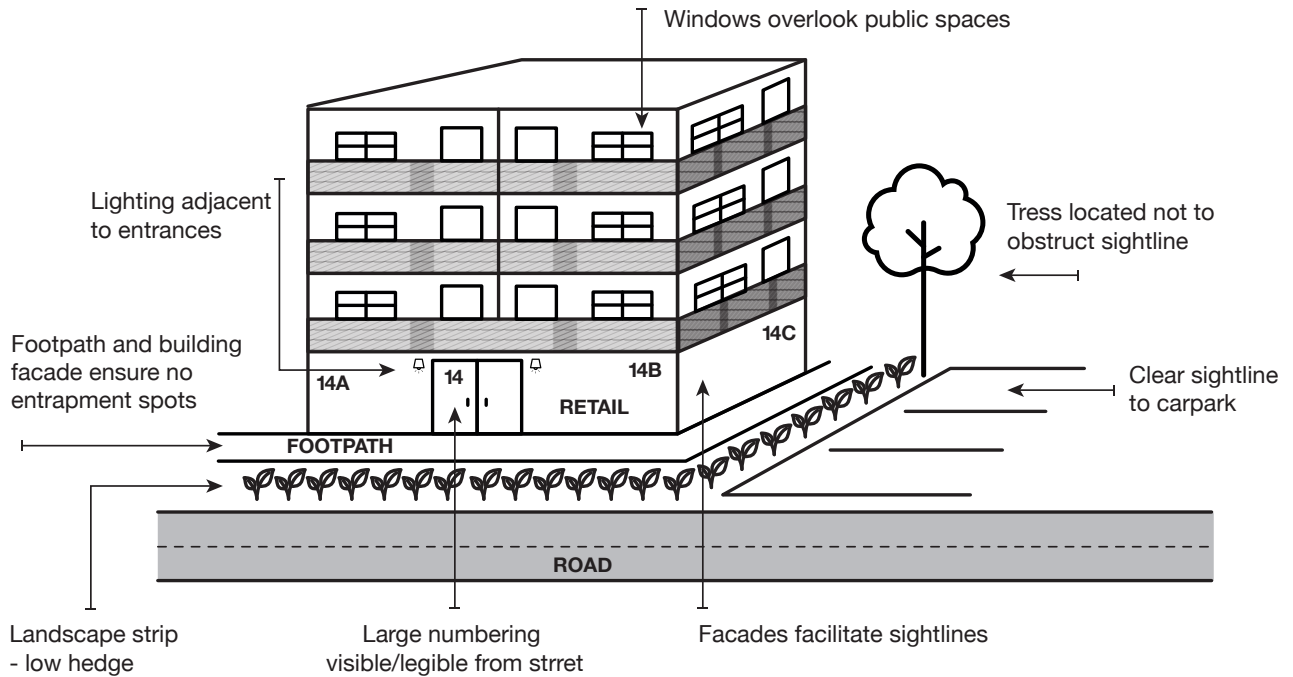 Windows overlook public spaces
Lighting adjacent
to entrances
Tress located not to
obstruct sightline
Footpath and building
facade ensure no
entrapment spots
14A
14
14B
14C
RETAIL
Clear sightline
to carpark
FOOTPATH
ROAD
Landscape strip
- low hedge
Large numbering
visible/legible from strret
Facades facilitate sightlines